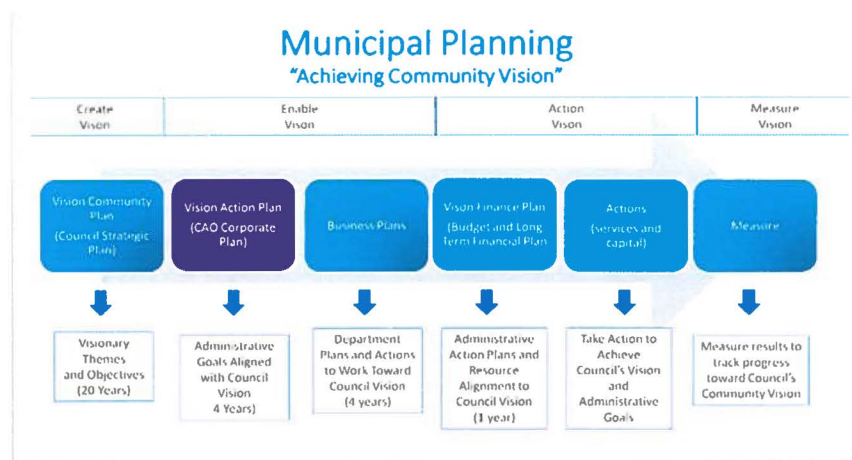 Municipal Planning
"Achieving Community Vision"
Create
Vison
Enable
Vison
Action
Vison
Measure
Vision
Vision Community
Plan
(Council Strategic
Plan)
Vision Action Plan
(CAO Corporate
Plan)
Business Plans
Vison Finance Plan
(Budget and Long
Term Financial Plan
Actions
(services and
capital)
Measure
Visionary
Themes
and Objectives
(20 Years)
Administrative
Goals Aligned
with Council
Vision
4 Years)
Department
Plans and Actions
to Work Toward
Council Vision
(4 years)
Administrative
Action Plans and
Resource
Alignment to
Council Vision
(1 year)
Take Action to
Achieve
Council's Vision
and
Administrative
Goals
Measure results to
track progress
toward Council's
Community Vision